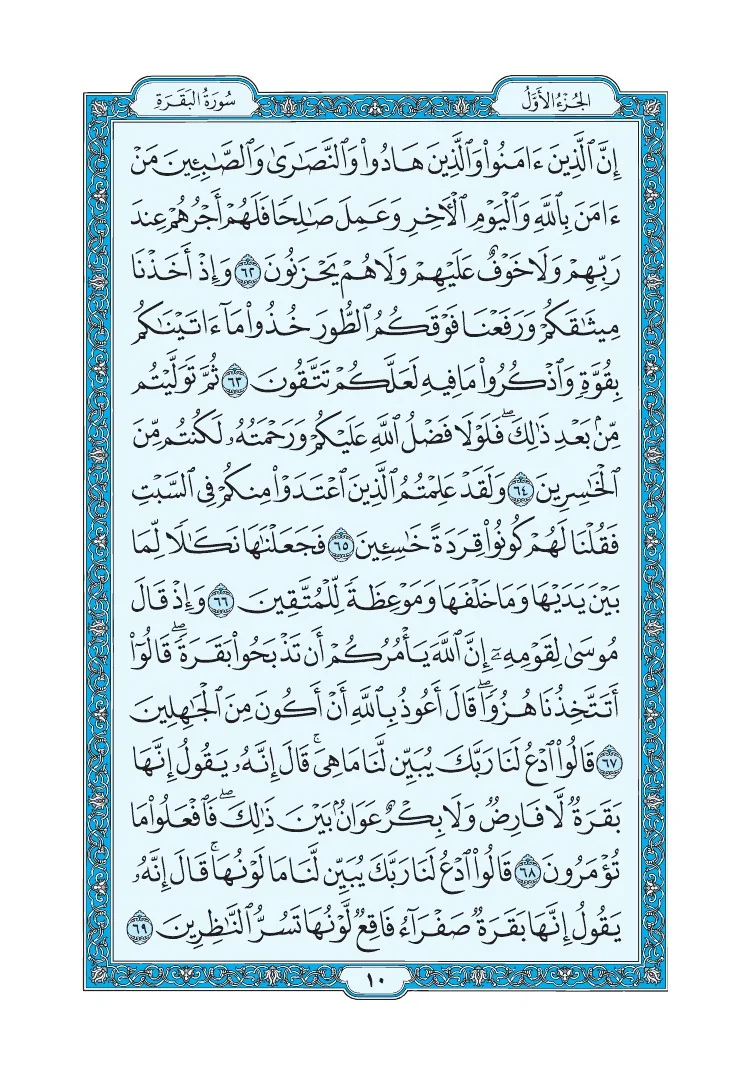 الجُزْءُ الأَوَّلُ
سُورَةُ البَقَرَةِ
إِنَّ ٱلَّذِينَ ءَامَنُوا۟ وَٱلَّذِينَ هَادُوا۟ وَٱلنَّصَـٰرَىٰ وَٱلصَّـٰبِـِٔينَ مَنْ
ءَامَنَ بِٱللَّهِ وَٱلْيَوْمِ ٱلْـَٔاخِرِ وَعَمِلَ صَـٰلِحًا فَلَهُمْ أَجْرُهُمْ عِندَ
رَبِّهِمْ وَلَا خَوْفٌ عَلَيْهِمْ وَلَا هُمْ يَحْزَنُونَ ٦٢ وَإِذْ أَخَذْنَا
مِيثَـٰقَكُمْ وَرَفَعْنَا فَوْقَكُمُ ٱلطُّورَ خُذُوا۟ مَآ ءَاتَيْنَـٰكُم
بِقُوَّةٍ وَٱذْكُرُوا۟ مَا فِيهِ لَعَلَّكُمْ تَتَّقُونَ ٦٣ ثُمَّ تَوَلَّيْتُم
مِّنۢ بَعْدِ ذَٰلِكَ ۖ فَلَوْلَا فَضْلُ ٱللَّهِ عَلَيْكُمْ وَرَحْمَتُهُۥ لَكُنتُم مِّنَ
ٱلْخَـٰسِرِينَ ٦٤ وَلَقَدْ عَلِمْتُمُ ٱلَّذِينَ ٱعْتَدَوْا۟ مِنكُمْ فِى ٱلسَّبْتِ
فَقُلْنَا لَهُمْ كُونُوا۟ قِرَدَةً خَـٰسِـِٔينَ ٦٥ فَجَعَلْنَـٰهَا نَكَـٰلًا لِّمَا
بَيْنَ يَدَيْهَا وَمَا خَلْفَهَا وَمَوْعِظَةً لِّلْمُتَّقِينَ ٦٦ وَإِذْ قَالَ
مُوسَىٰ لِقَوْمِهِۦٓ إِنَّ ٱللَّهَ يَأْمُرُكُمْ أَن تَذْبَحُوا۟ بَقَرَةً ۖ قَالُوٓا۟
أَتَتَّخِذُنَا هُزُوًا ۖ قَالَ أَعُوذُ بِٱللَّهِ أَنْ أَكُونَ مِنَ ٱلْجَـٰهِلِينَ
٦٧ قَالُوا۟ ٱدْعُ لَنَا رَبَّكَ يُبَيِّن لَّنَا مَا هِىَ ۚ قَالَ إِنَّهُۥ يَقُولُ إِنَّهَا
بَقَرَةٌ لَّا فَارِضٌ وَلَا بِكْرٌ عَوَانٌۢ بَيْنَ ذَٰلِكَ ۖ فَٱفْعَلُوا۟ مَا
تُؤْمَرُونَ ٦٨ قَالُوا۟ ٱدْعُ لَنَا رَبَّكَ يُبَيِّن لَّنَا مَا لَوْنُهَا ۚ قَالَ إِنَّهُۥ
يَقُولُ إِنَّهَا بَقَرَةٌ صَفْرَآءُ فَاقِعٌ لَّوْنُهَا تَسُرُّ ٱلنَّـٰظِرِينَ ٦٩
١٠